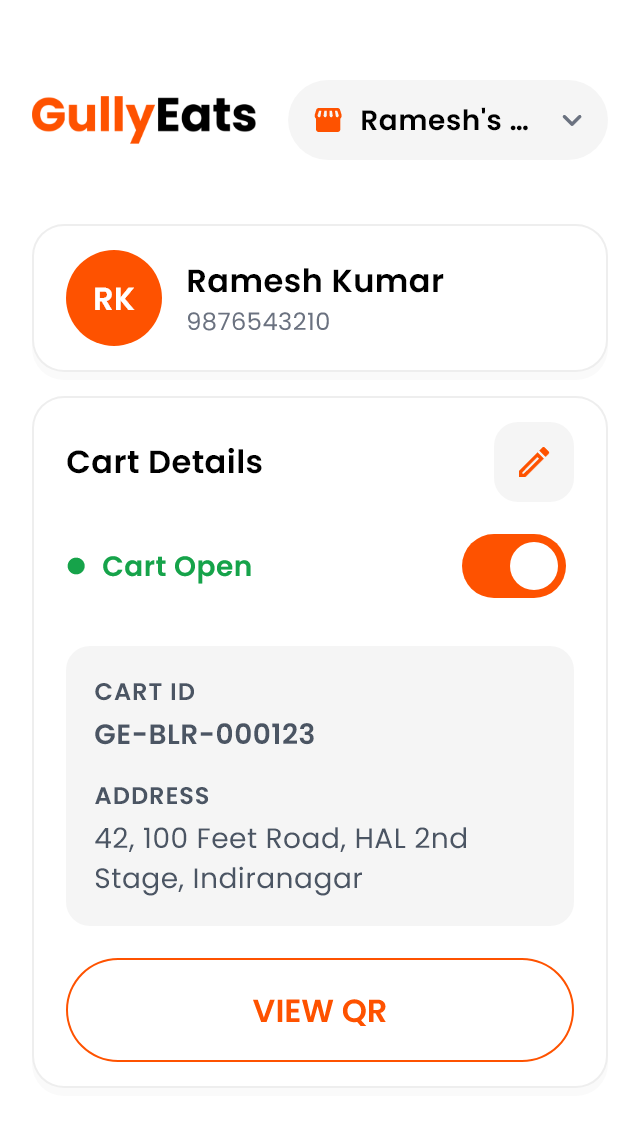 GullyEats
Ramesh's ...
RK
Ramesh Kumar
9876543210
Cart Details
Cart Open
CART ID
GE-BLR-000123
ADDRESS
42, 100 Feet Road, HAL 2nd
Stage, Indiranagar
VIEW QR